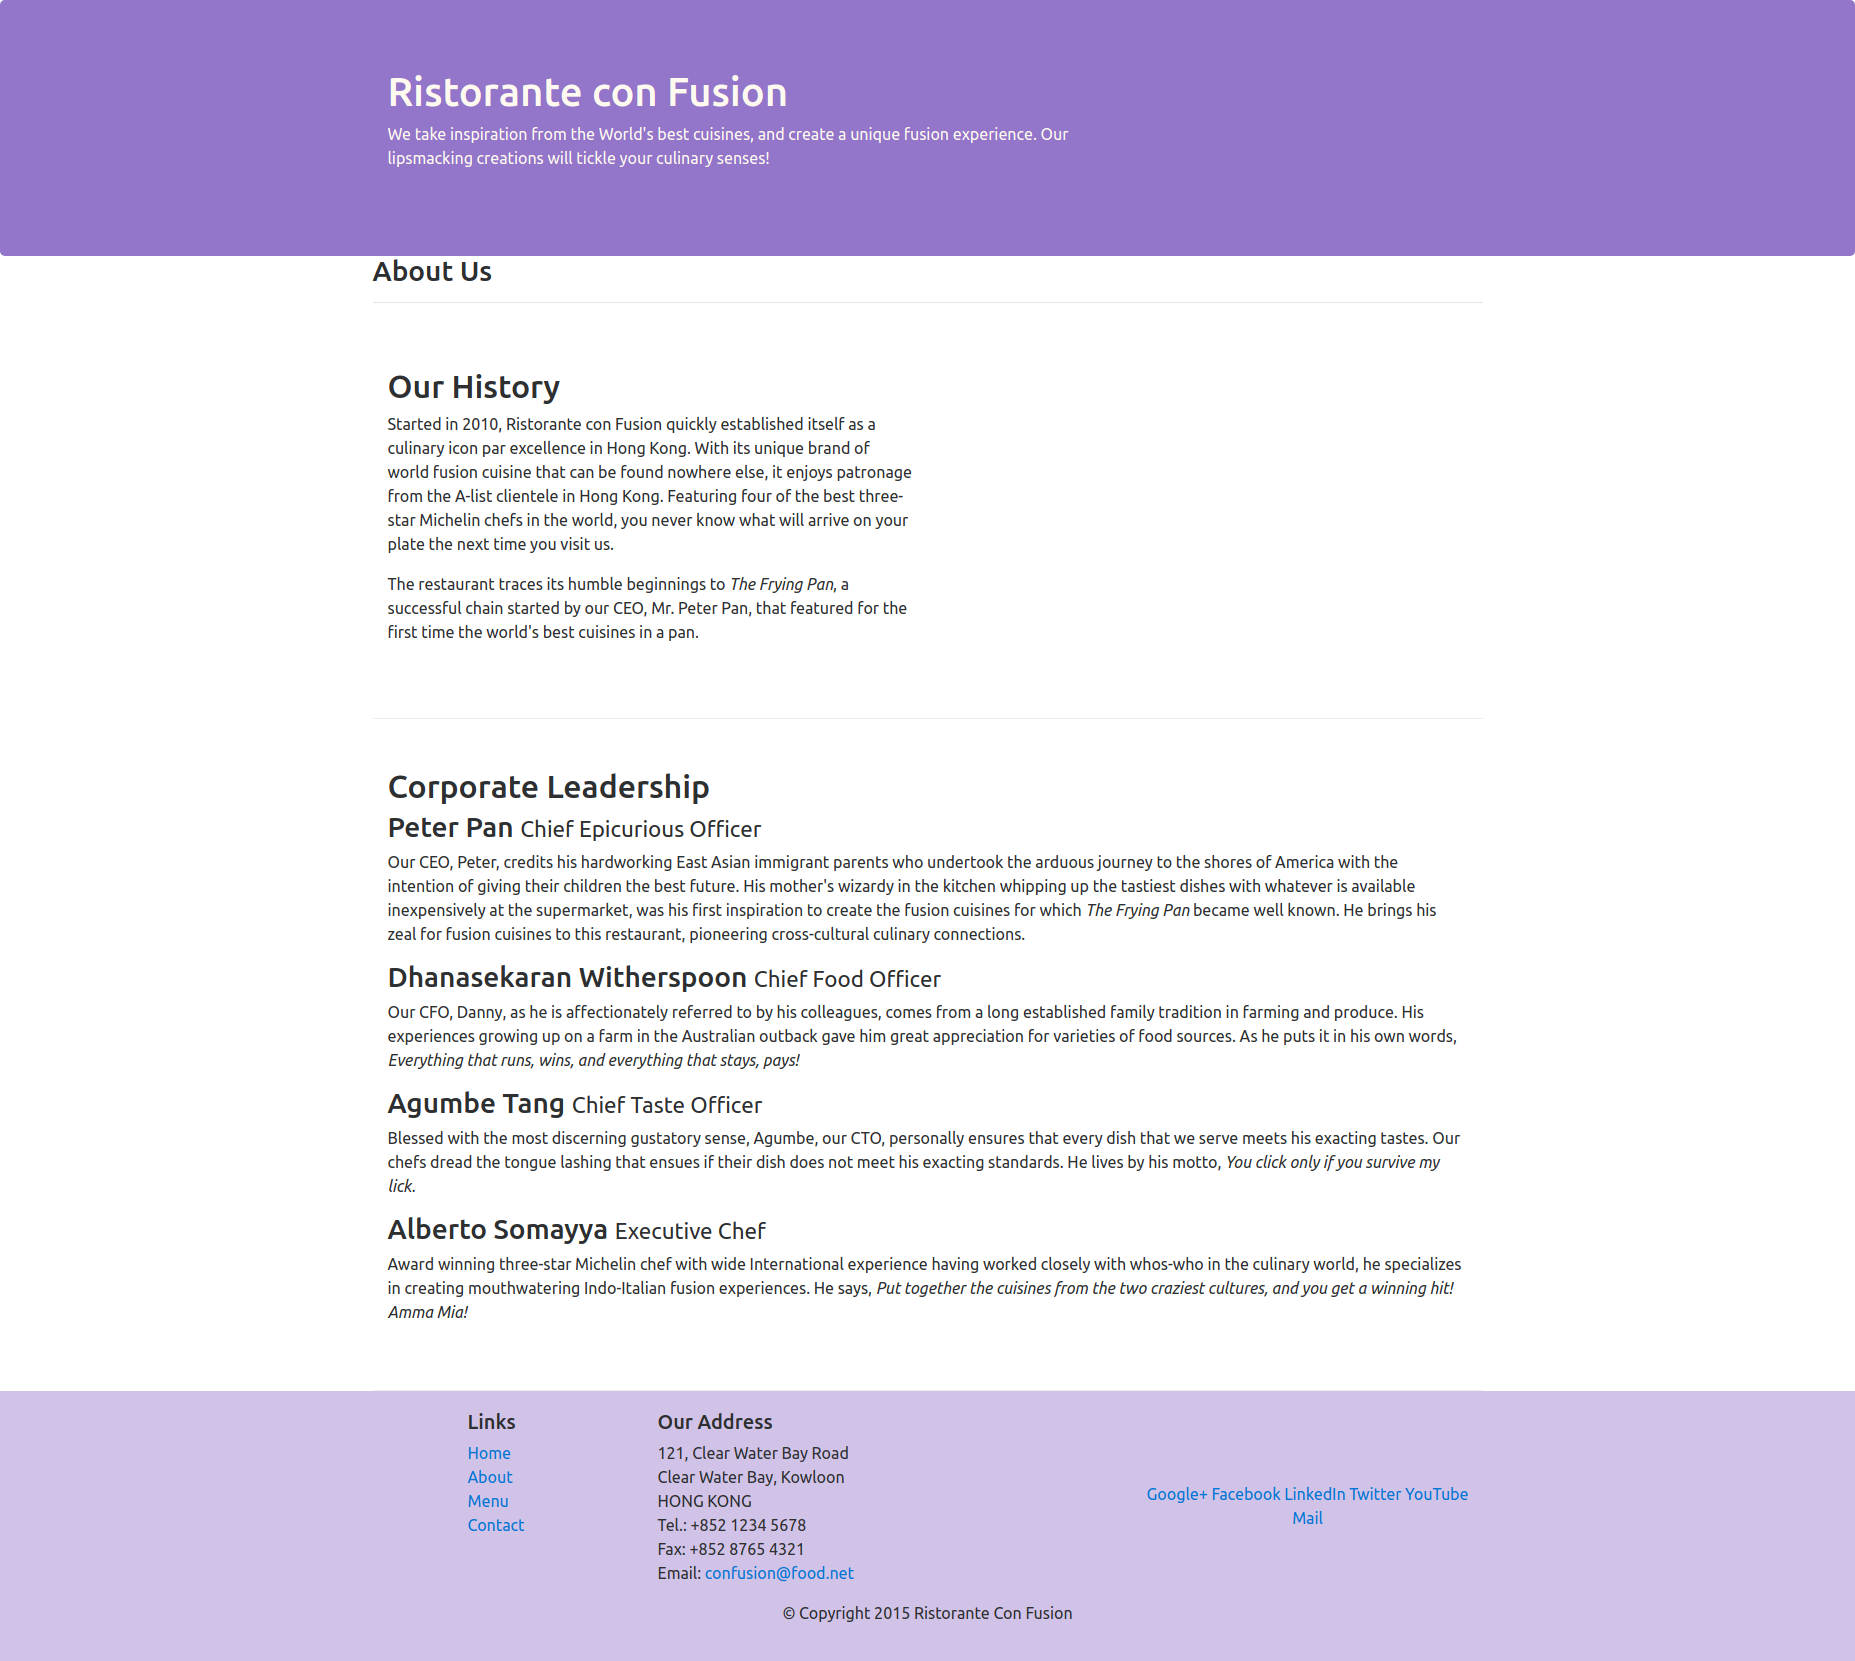 Ristorante con Fusion
We take inspiration from the World's best cuisines, and create a unique fusion experience. Our
lipsmacking creations will tickle your culinary senses!
About Us
Our History
Started in 2010, Ristorante con Fusion quickly established itself as a
culinary icon par excellence in Hong Kong. With its unique brand of
world fusion cuisine that can be found nowhere else, it enjoys patronage
from the A-list clientele in Hong Kong. Featuring four of the best three-
star Michelin chefs in the world, you never know what will arrive on your
plate the next time you visit us.
The restaurant traces its humble beginnings to The Frying Pan, a
successful chain started by our CEO, Mr. Peter Pan, that featured for the
first time the world's best cuisines in a pan.
Corporate Leadership
Peter Pan Chief Epicurious Officer
Our CEO, Peter, credits his hardworking East Asian immigrant parents who undertook the arduous journey to the shores of America with the
intention of giving their children the best future. His mother's wizardy in the kitchen whipping up the tastiest dishes with whatever is available
inexpensively at the supermarket, was his first inspiration to create the fusion cuisines for which The Frying Pan became well known. He brings his
zeal for fusion cuisines to this restaurant, pioneering cross-cultural culinary connections.
Dhanasekaran Witherspoon Chief Food Officer
Our CFO, Danny, as he is affectionately referred to by his colleagues, comes from a long established family tradition in farming and produce. His
experiences growing up on a farm in the Australian outback gave him great appreciation for varieties of food sources. As he puts it in his own words,
Everything that runs, wins, and everything that stays, pays!
Agumbe Tang Chief Taste Officer
Blessed with the most discerning gustatory sense, Agumbe, our CTO, personally ensures that every dish that we serve meets his exacting tastes. Our
chefs dread the tongue lashing that ensues if their dish does not meet his exacting standards. He lives by his motto, You click only if you survive my
lick.
Alberto Somayya Executive Chef
Award winning three-star Michelin chef with wide International experience having worked closely with whos-who in the culinary world, he specializes
in creating mouthwatering Indo-Italian fusion experiences. He says, Put together the cuisines from the two craziest cultures, and you get a winning hit!
Amma Mia!
Links
Home
About
Menu
Contact
Our Address
121, Clear Water Bay Road
Clear Water Bay, Kowloon
HONG KONG
Tel.: +852 1234 5678
Fax: +852 8765 4321
Email: confusion@food.net
Google+ Facebook LinkedIn Twitter YouTube
Mail
© Copyright 2015 Ristorante Con Fusion